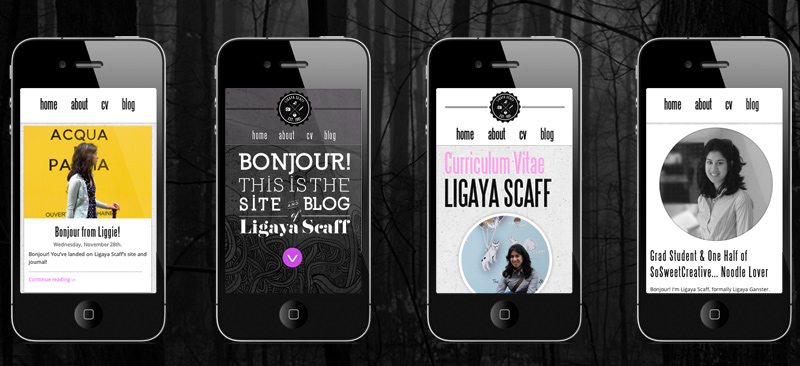 home about cv blog
ACQUA
PA MA
OUVERT HAINE
Bonjour from Liggie!
Wednesday, November 28th.
Bonjour! You've landed on Ligaya Scaff's site and
journal!
Continue reading→
LIGAYA SCAFF
home about cv blog
BONJOUR!
THIS IS THE
SITE AND BLOG
of
Ligaya Scaff
home about cv blog
Curriculum Vitae
LIGAYA SCAFF
home about cv blog
Grad Student & One Half of
SoSweetCreative... Noodle Lover
Bonjour! I'm Ligaya Scaff, formally Ligaya Ganster.